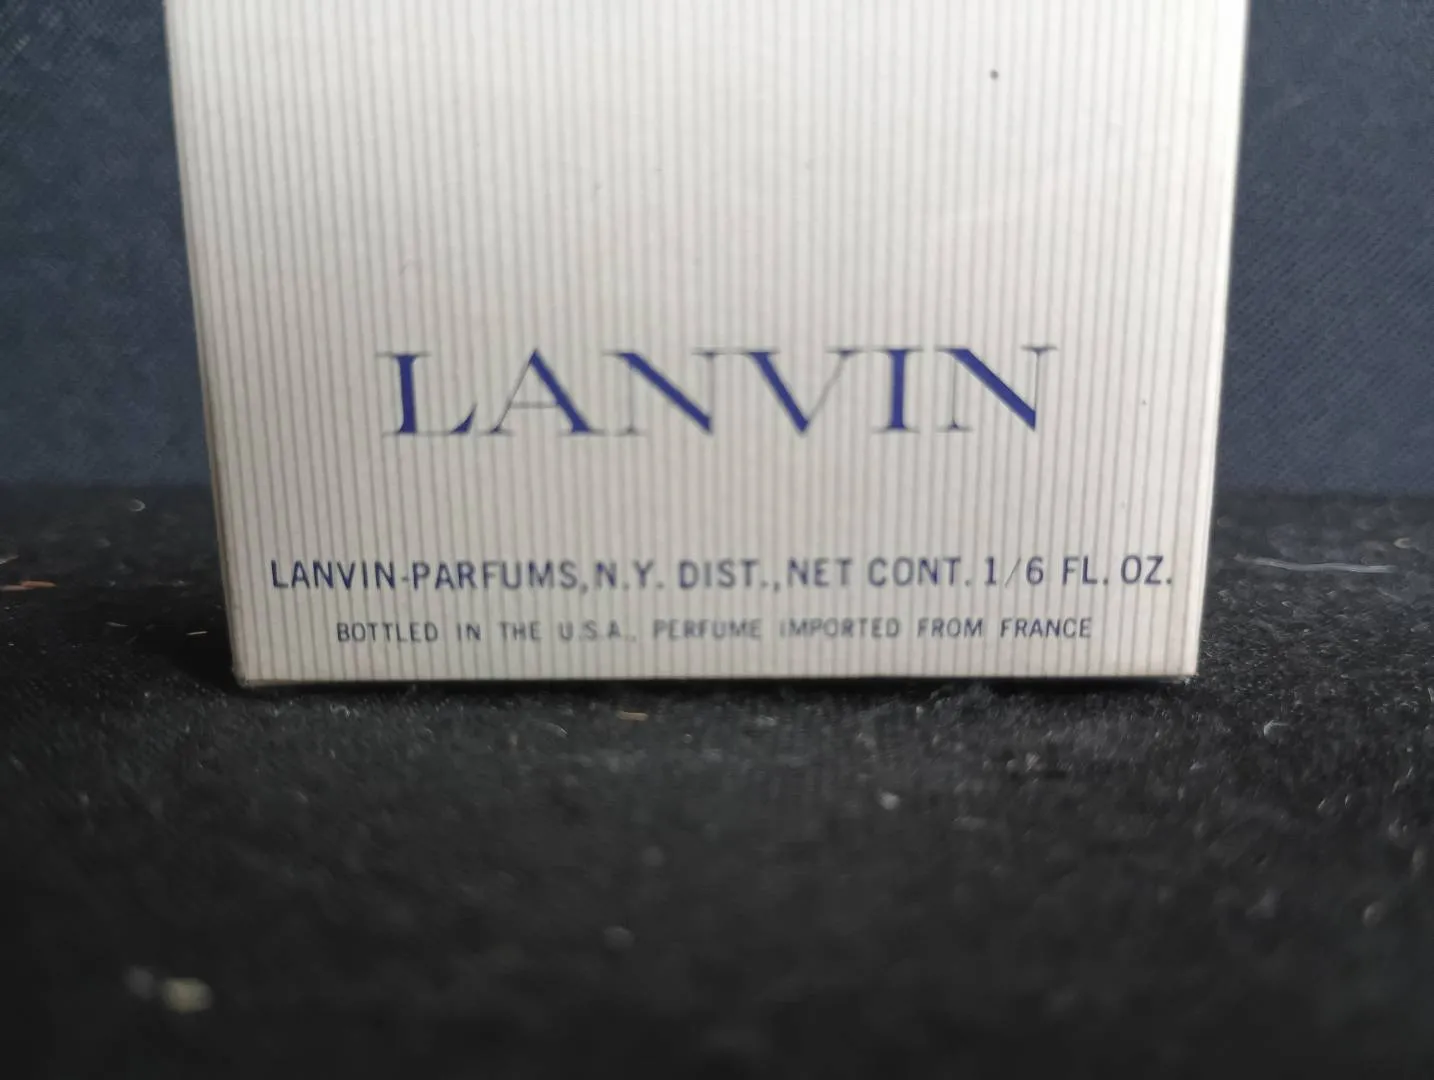 LANVIN
LANVIN-PARFUMS, N.Y. DIST., NET CONT. 1/6 FL. OZ.
BOTTLED IN THE U.S.A. PERFUME IMPORTED FROM FRANCE